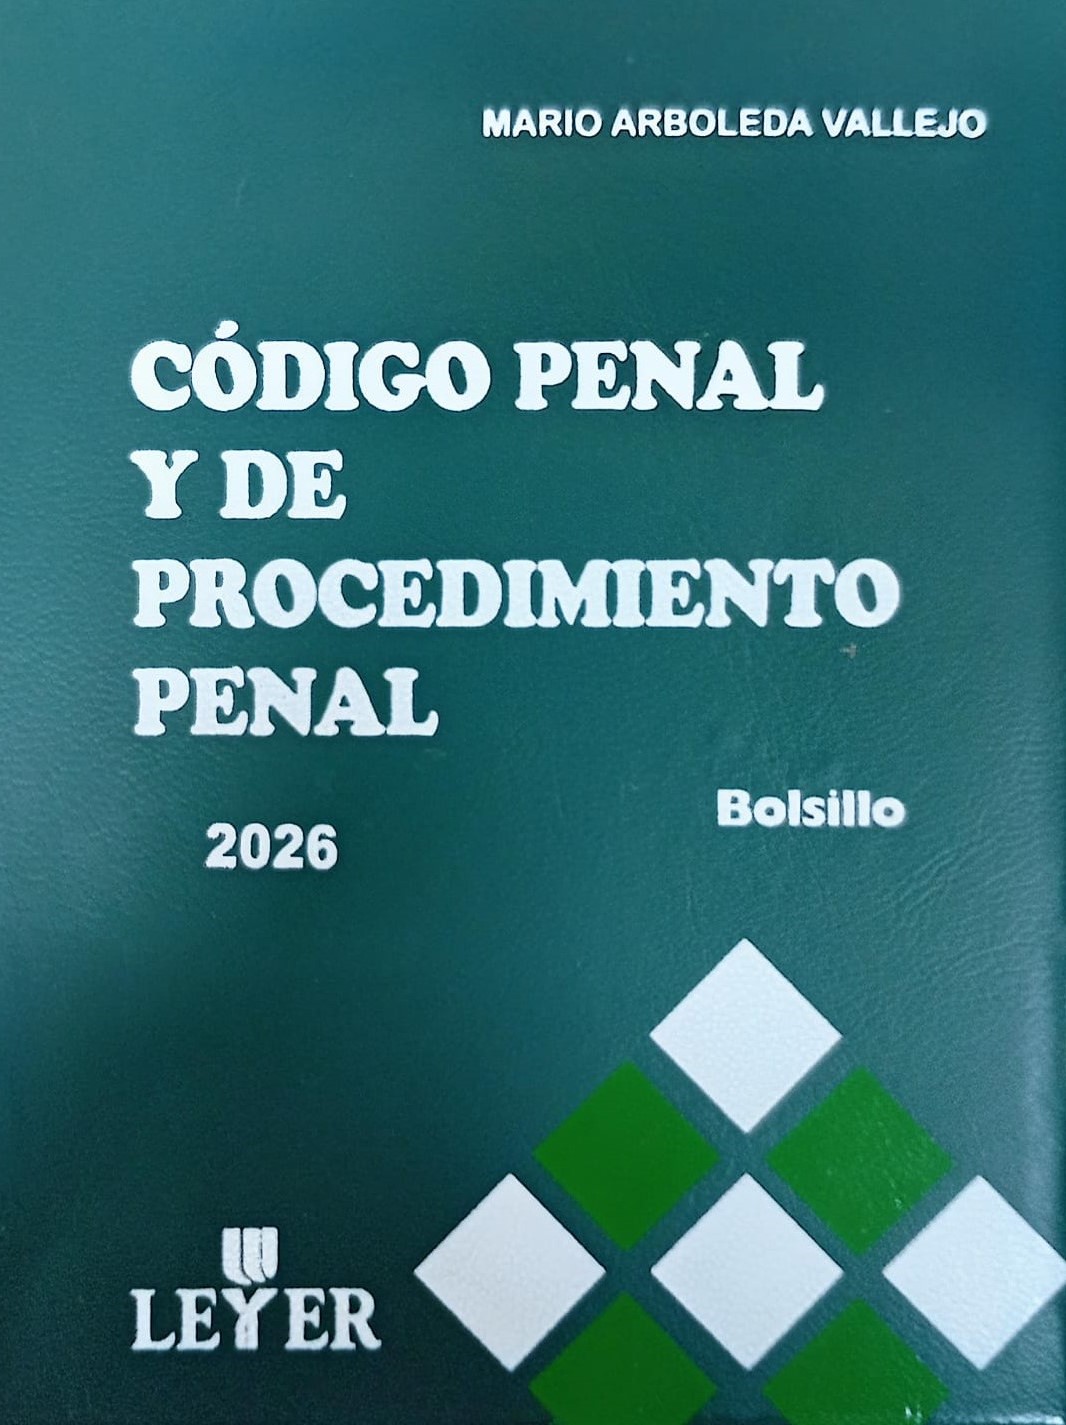 MARIO ARBOLEDA VALLEJO
CÓDIGO PENAL
Y DE
PROCEDIMIENTO
PENAL
Bolsillo
2026
LEYER